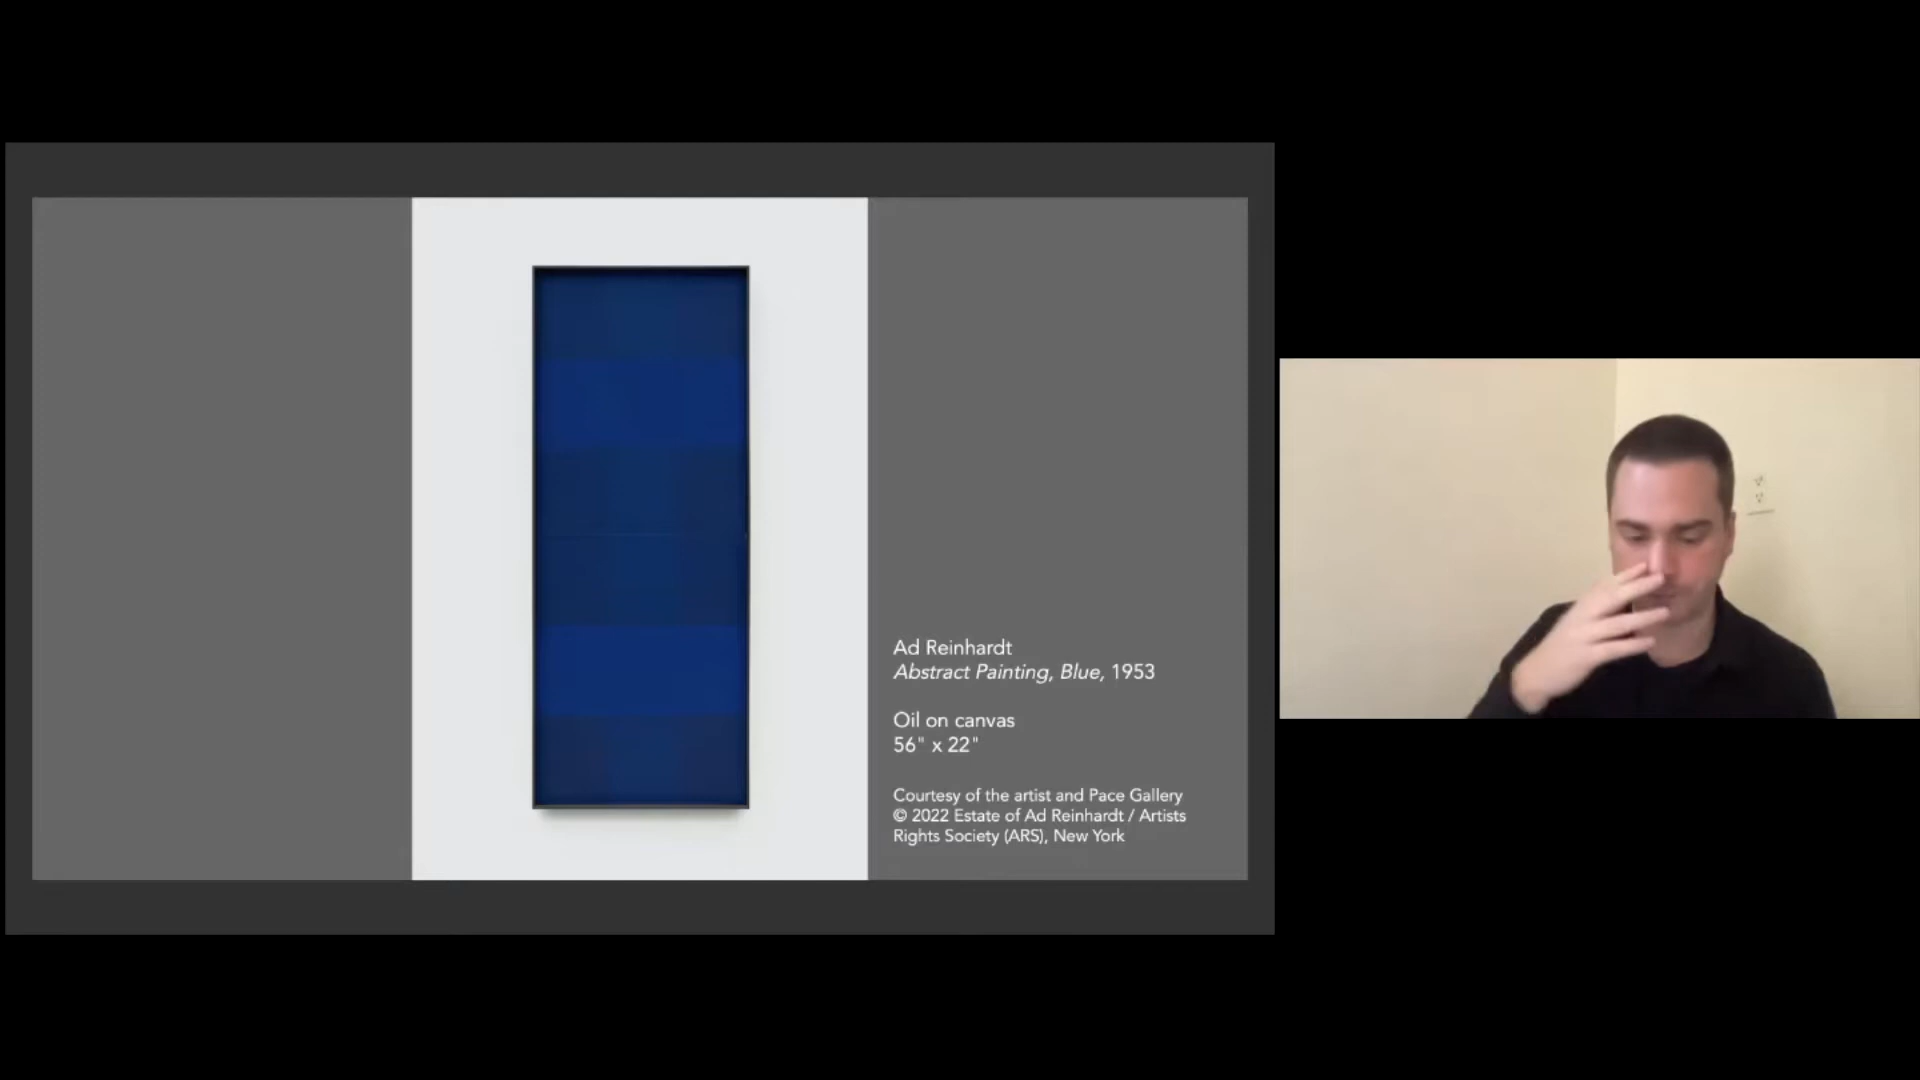 Ad Reinhardt
Abstract Painting, Blue, 1953
Oil on canvas
56" x 22"
Courtesy of the artist and Pace Gallery
© 2022 Estate of Ad Reinhardt / Artists
Rights Society (ARS), New York